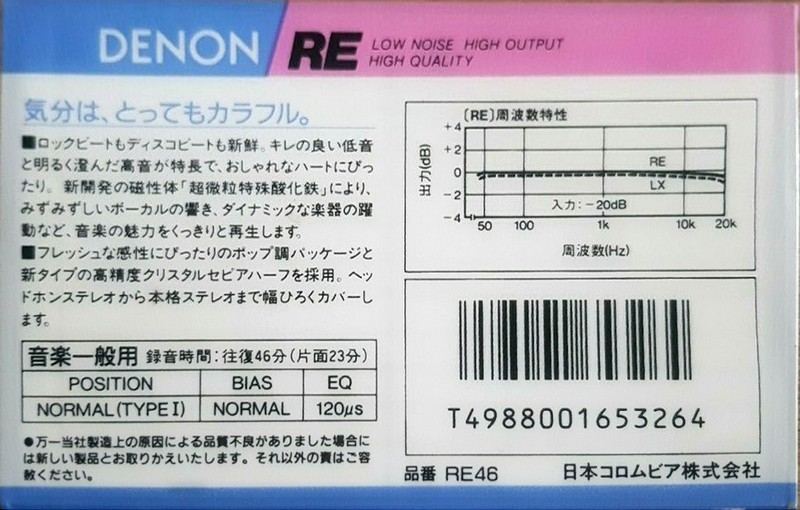 DENON RE LOW NOISE HIGH OUTPUT
HIGH QUALITY
気分は、とってもカラフル。
■ロックビートもディスコビートも新鮮。キレの良い低音
と明るく澄んだ高音が特長で、おしゃれなハートにぴっ
たり。新開発の磁性体「超微粒特殊酸化鉄」により、
みずみずしいボーカルの響き、ダイナミックな楽器の躍
動など、音楽の魅力をくっきりと再生します。
■フレッシュな感性にぴったりのポップ調パッケージと
新タイプの高精度クリスタルセピアハーフを採用。ヘッ
ドホンステレオから本格ステレオまで幅ひろくカバーし
ます。
音楽一般用 録音時間:往復46分(片面23分)
POSITION BIAS EQ
NORMAL(TYPE I) NORMAL 120μs
●万一当社製造上の原因による品質不良がありました場合に
は新しい製品とお取りかえいたします。それ以外の責はご容
赦ください。
〔RE〕周波数特性
出力(dB)
+4
+2
0
−2
−4
RE
LX
入力:−20dB
50 100 1k 10k 20k
周波数(Hz)
T4988001653264
品番 RE46 日本コロムビア株式会社